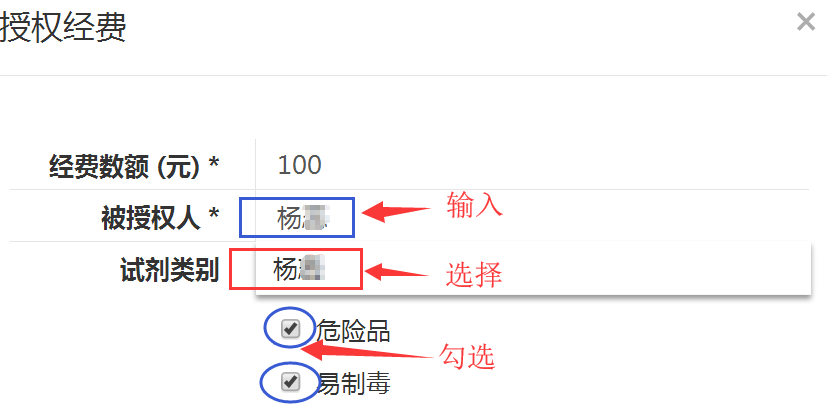 授权经费 ×
经费数额 (元) * 100
被授权人 * 杨 输入
试剂类别 杨 选择
危险品
勾选
易制毒